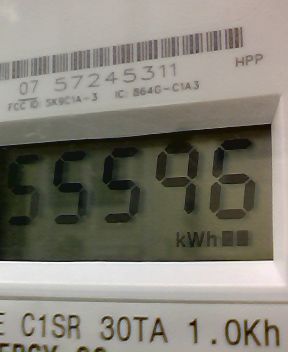 HPP
07 57245311
FCC ID: SK9C1A-3 IC: 864G-C1A3
55596
kWh
E C1SR 30TA 1.0Kh